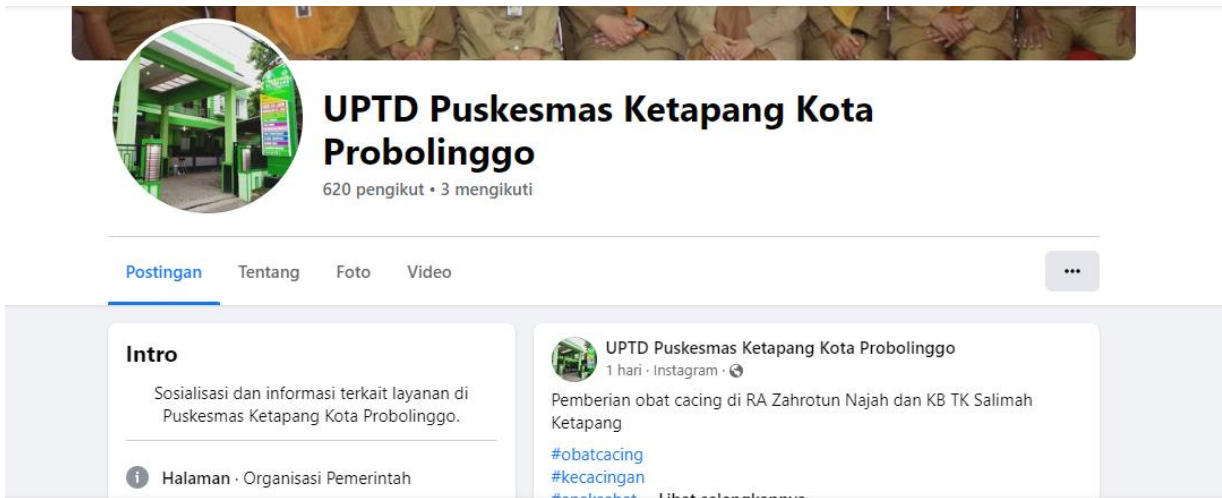 UPTD Puskesmas Ketapang Kota
Probolinggo
620 pengikut • 3 mengikuti
Postingan
Tentang
Foto
Video
Intro
Sosialisasi dan informasi terkait layanan di
Puskesmas Ketapang Kota Probolinggo.
Halaman · Organisasi Pemerintah
UPTD Puskesmas Ketapang Kota Probolinggo
1 hari · Instagram ·
Pemberian obat cacing di RA Zahrotun Najah dan KB TK Salimah
Ketapang
#obatcacing
#kecacingan